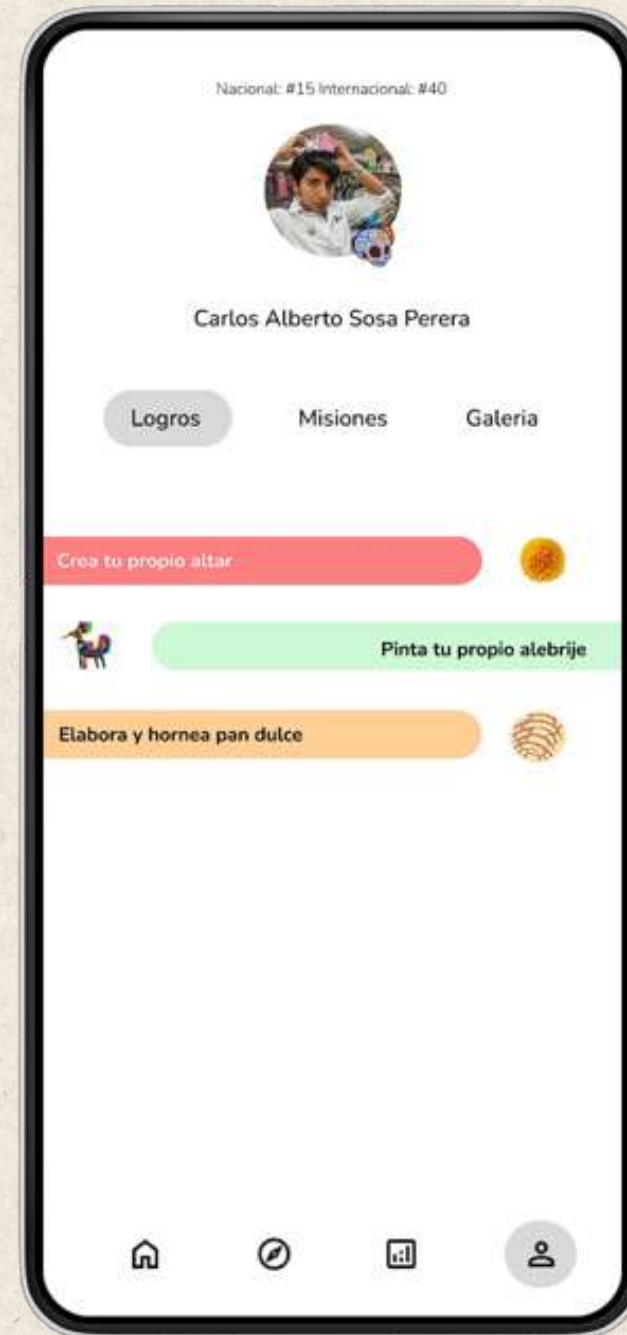 Nacional: #15 Internacional: #40
Carlos Alberto Sosa Perera
Logros Misiones Galeria
Crea tu propio altar
Pinta tu propio alebrije
Elabora y hornea pan dulce